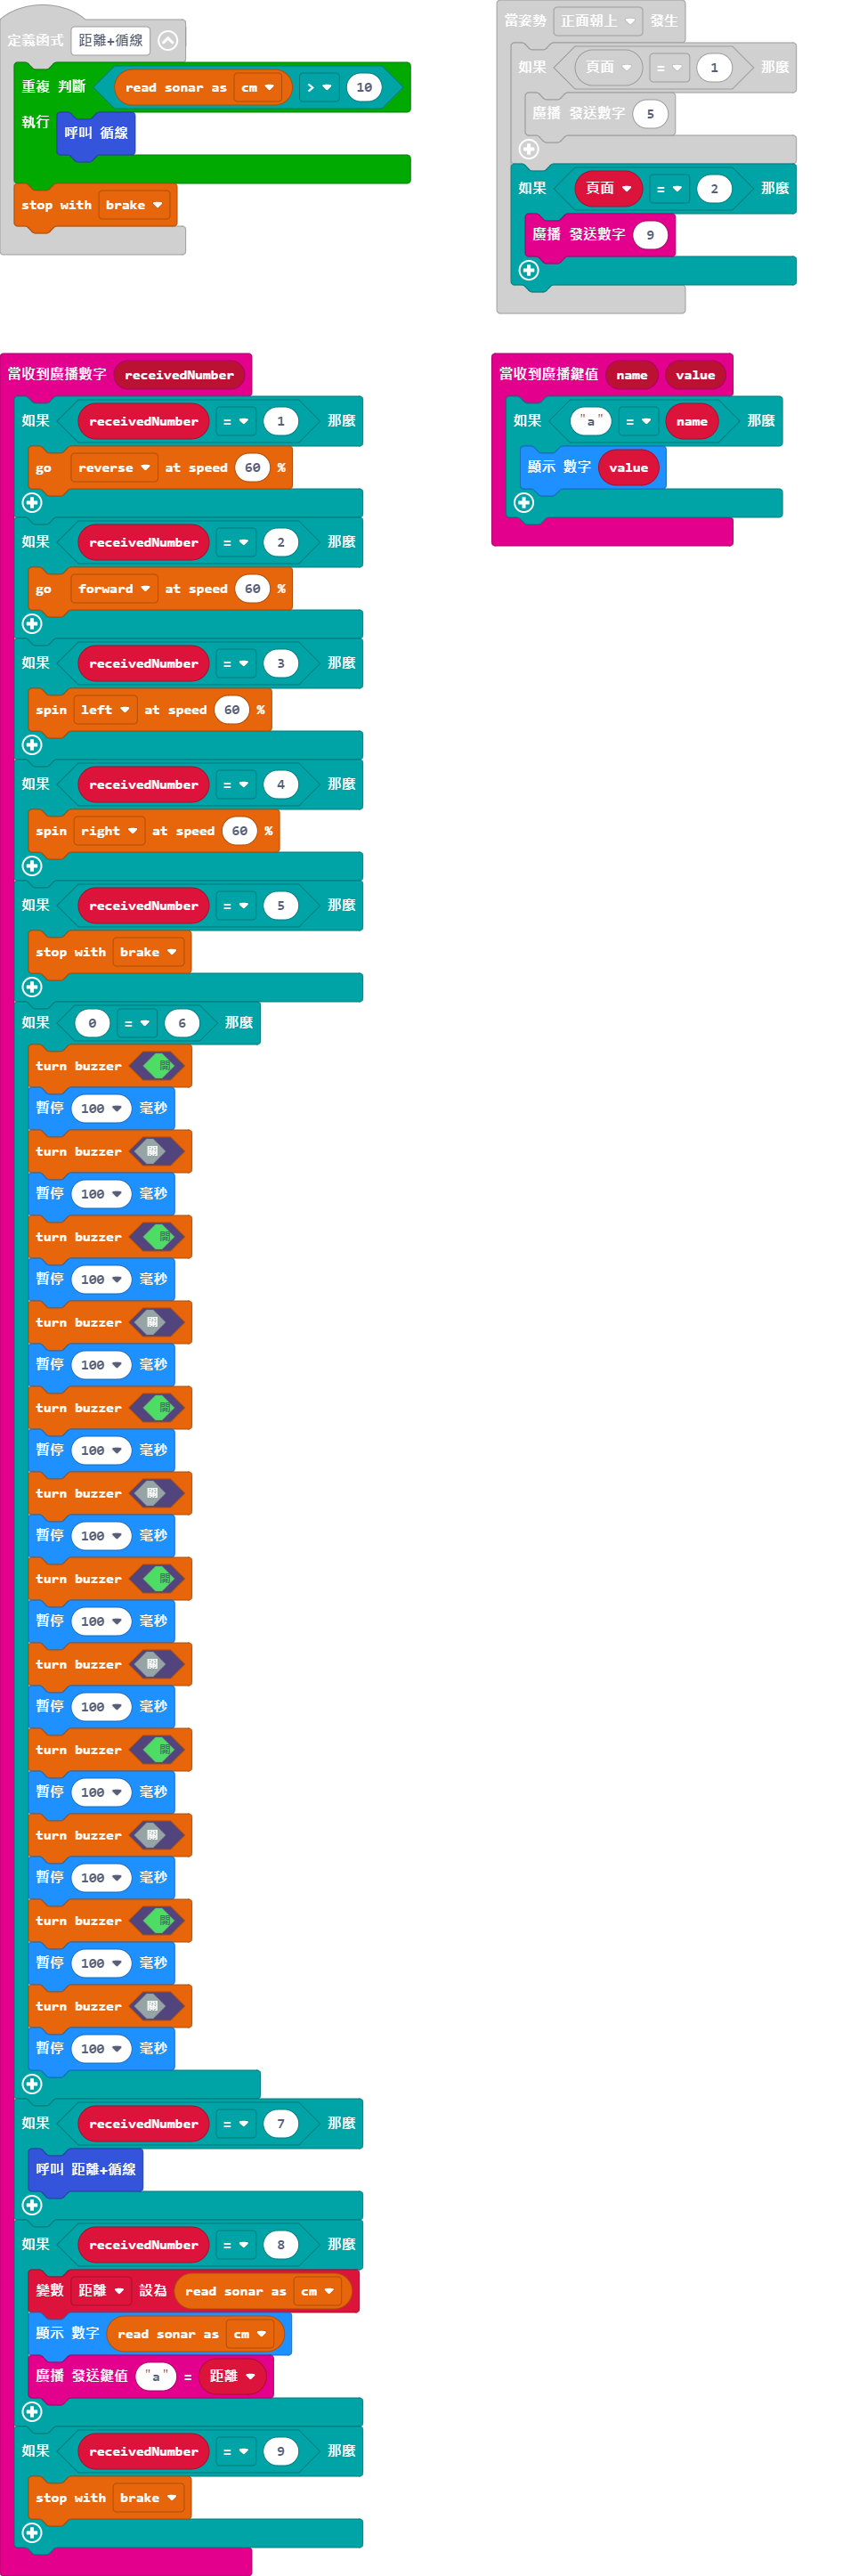 定義函式 距離+循線
重複 判斷 read sonar as cm > 10
執行 呼叫 循線
stop with brake
當姿勢 正面朝上 發生
如果 頁面 = 1 那麼
廣播 發送數字 5
如果 頁面 = 2 那麼
廣播 發送數字 9
當收到廣播數字 receivedNumber
如果 receivedNumber = 1 那麼
go reverse at speed 60 %
如果 receivedNumber = 2 那麼
go forward at speed 60 %
如果 receivedNumber = 3 那麼
spin left at speed 60 %
如果 receivedNumber = 4 那麼
spin right at speed 60 %
如果 receivedNumber = 5 那麼
stop with brake
如果 0 = 6 那麼
turn buzzer 開
暫停 100 毫秒
turn buzzer 關
暫停 100 毫秒
turn buzzer 開
暫停 100 毫秒
turn buzzer 關
暫停 100 毫秒
turn buzzer 開
暫停 100 毫秒
turn buzzer 關
暫停 100 毫秒
turn buzzer 開
暫停 100 毫秒
turn buzzer 關
暫停 100 毫秒
turn buzzer 開
暫停 100 毫秒
turn buzzer 關
暫停 100 毫秒
turn buzzer 開
暫停 100 毫秒
turn buzzer 關
暫停 100 毫秒
如果 receivedNumber = 7 那麼
呼叫 距離+循線
如果 receivedNumber = 8 那麼
變數 距離 設為 read sonar as cm
顯示 數字 read sonar as cm
廣播 發送鍵值 "a" = 距離
如果 receivedNumber = 9 那麼
stop with brake
當收到廣播鍵值 name value
如果 "a" = name 那麼
顯示 數字 value